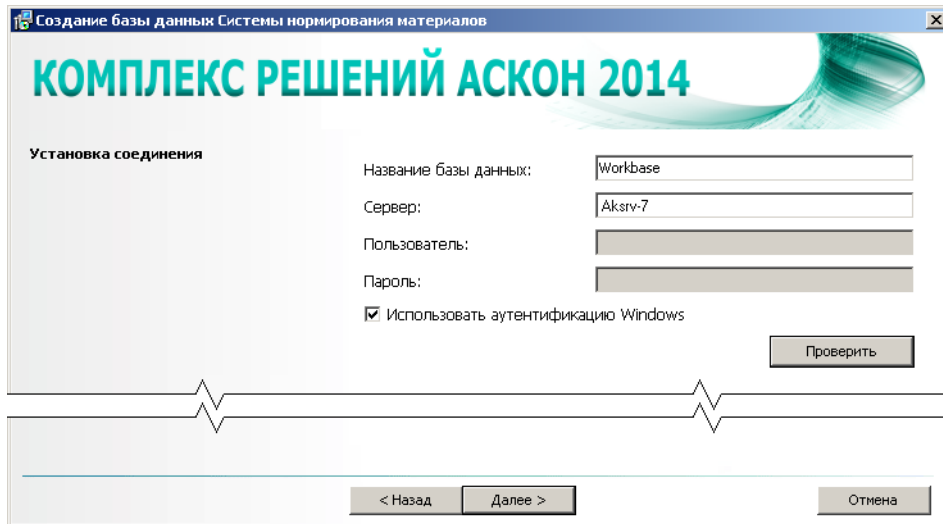 Создание базы данных Системы нормирования материалов
КОМПЛЕКС РЕШЕНИЙ АСКОН 2014
Установка соединения
Название базы данных: Workbase
Сервер: Aksrv-7
Пользователь:
Пароль:
Использовать аутентификацию Windows
Проверить
< Назад Далее > Отмена